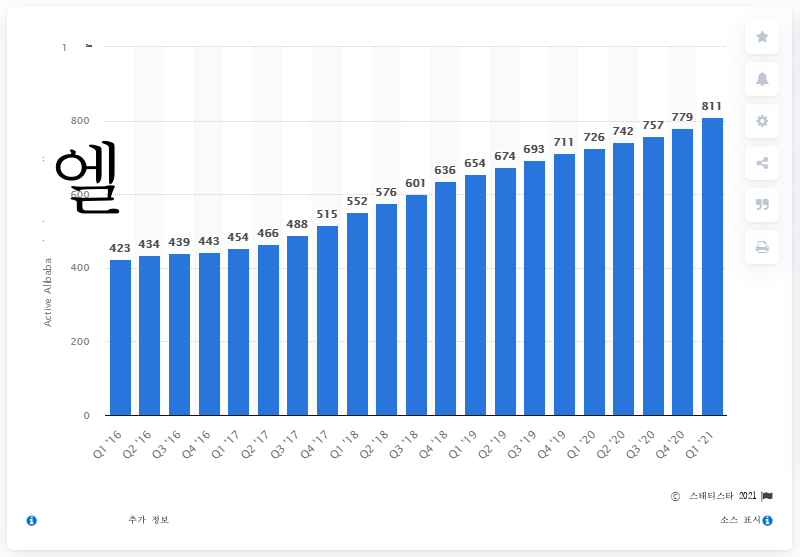 1
800
600
400
200
0
엘
Active Alibaba
423 434 439 443 454 466 488 515 552 576 601 636 654 674 693 711 726 742 757 779 811
Q1 '16 Q2 '16 Q3 '16 Q4 '16 Q1 '17 Q2 '17 Q3 '17 Q4 '17 Q1 '18 Q2 '18 Q3 '18 Q4 '18 Q1 '19 Q2 '19 Q3 '19 Q4 '19 Q1 '20 Q2 '20 Q3 '20 Q4 '20 Q1 '21
© 스태티스타 2021
추가 정보
소스 표시